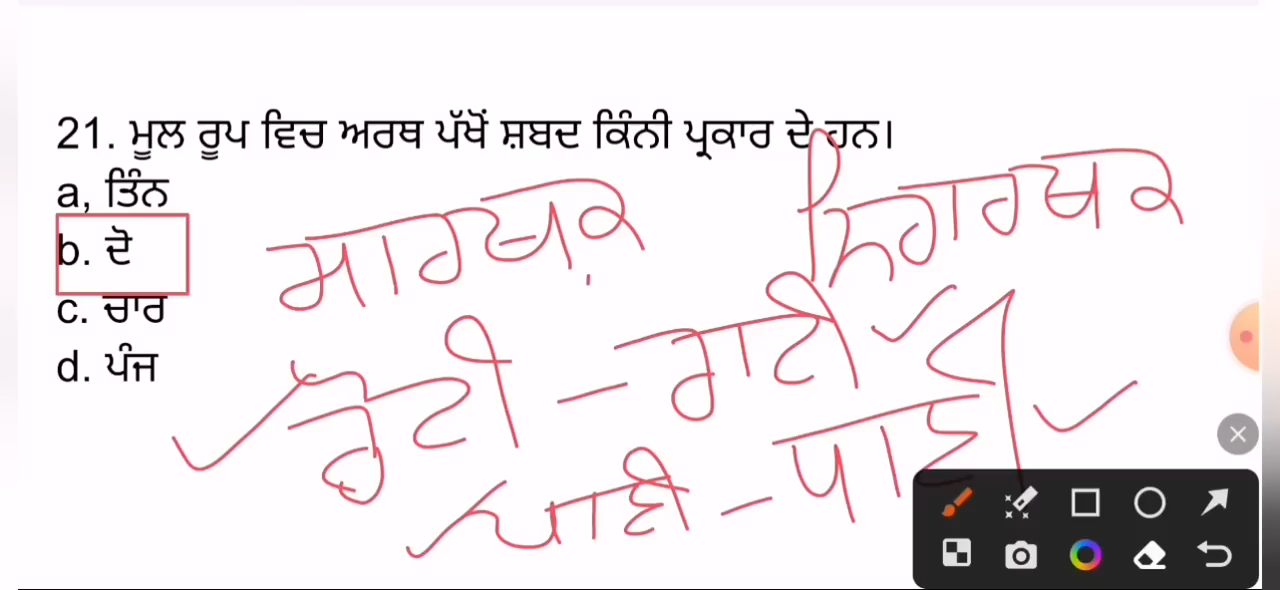 21. ਮੂਲ ਰੂਪ ਵਿਚ ਅਰਥ ਪੱਖੋਂ ਸ਼ਬਦ ਕਿੰਨੀ ਪ੍ਰਕਾਰ ਦੇ ਹਨ।
a, ਤਿੰਨ
b. ਦੋ
c. ਚਾਰ
d. ਪੰਜ
ਸਾਰਥਕ ਨਿਰਾਰਥਕ
ਰੋਟੀ -